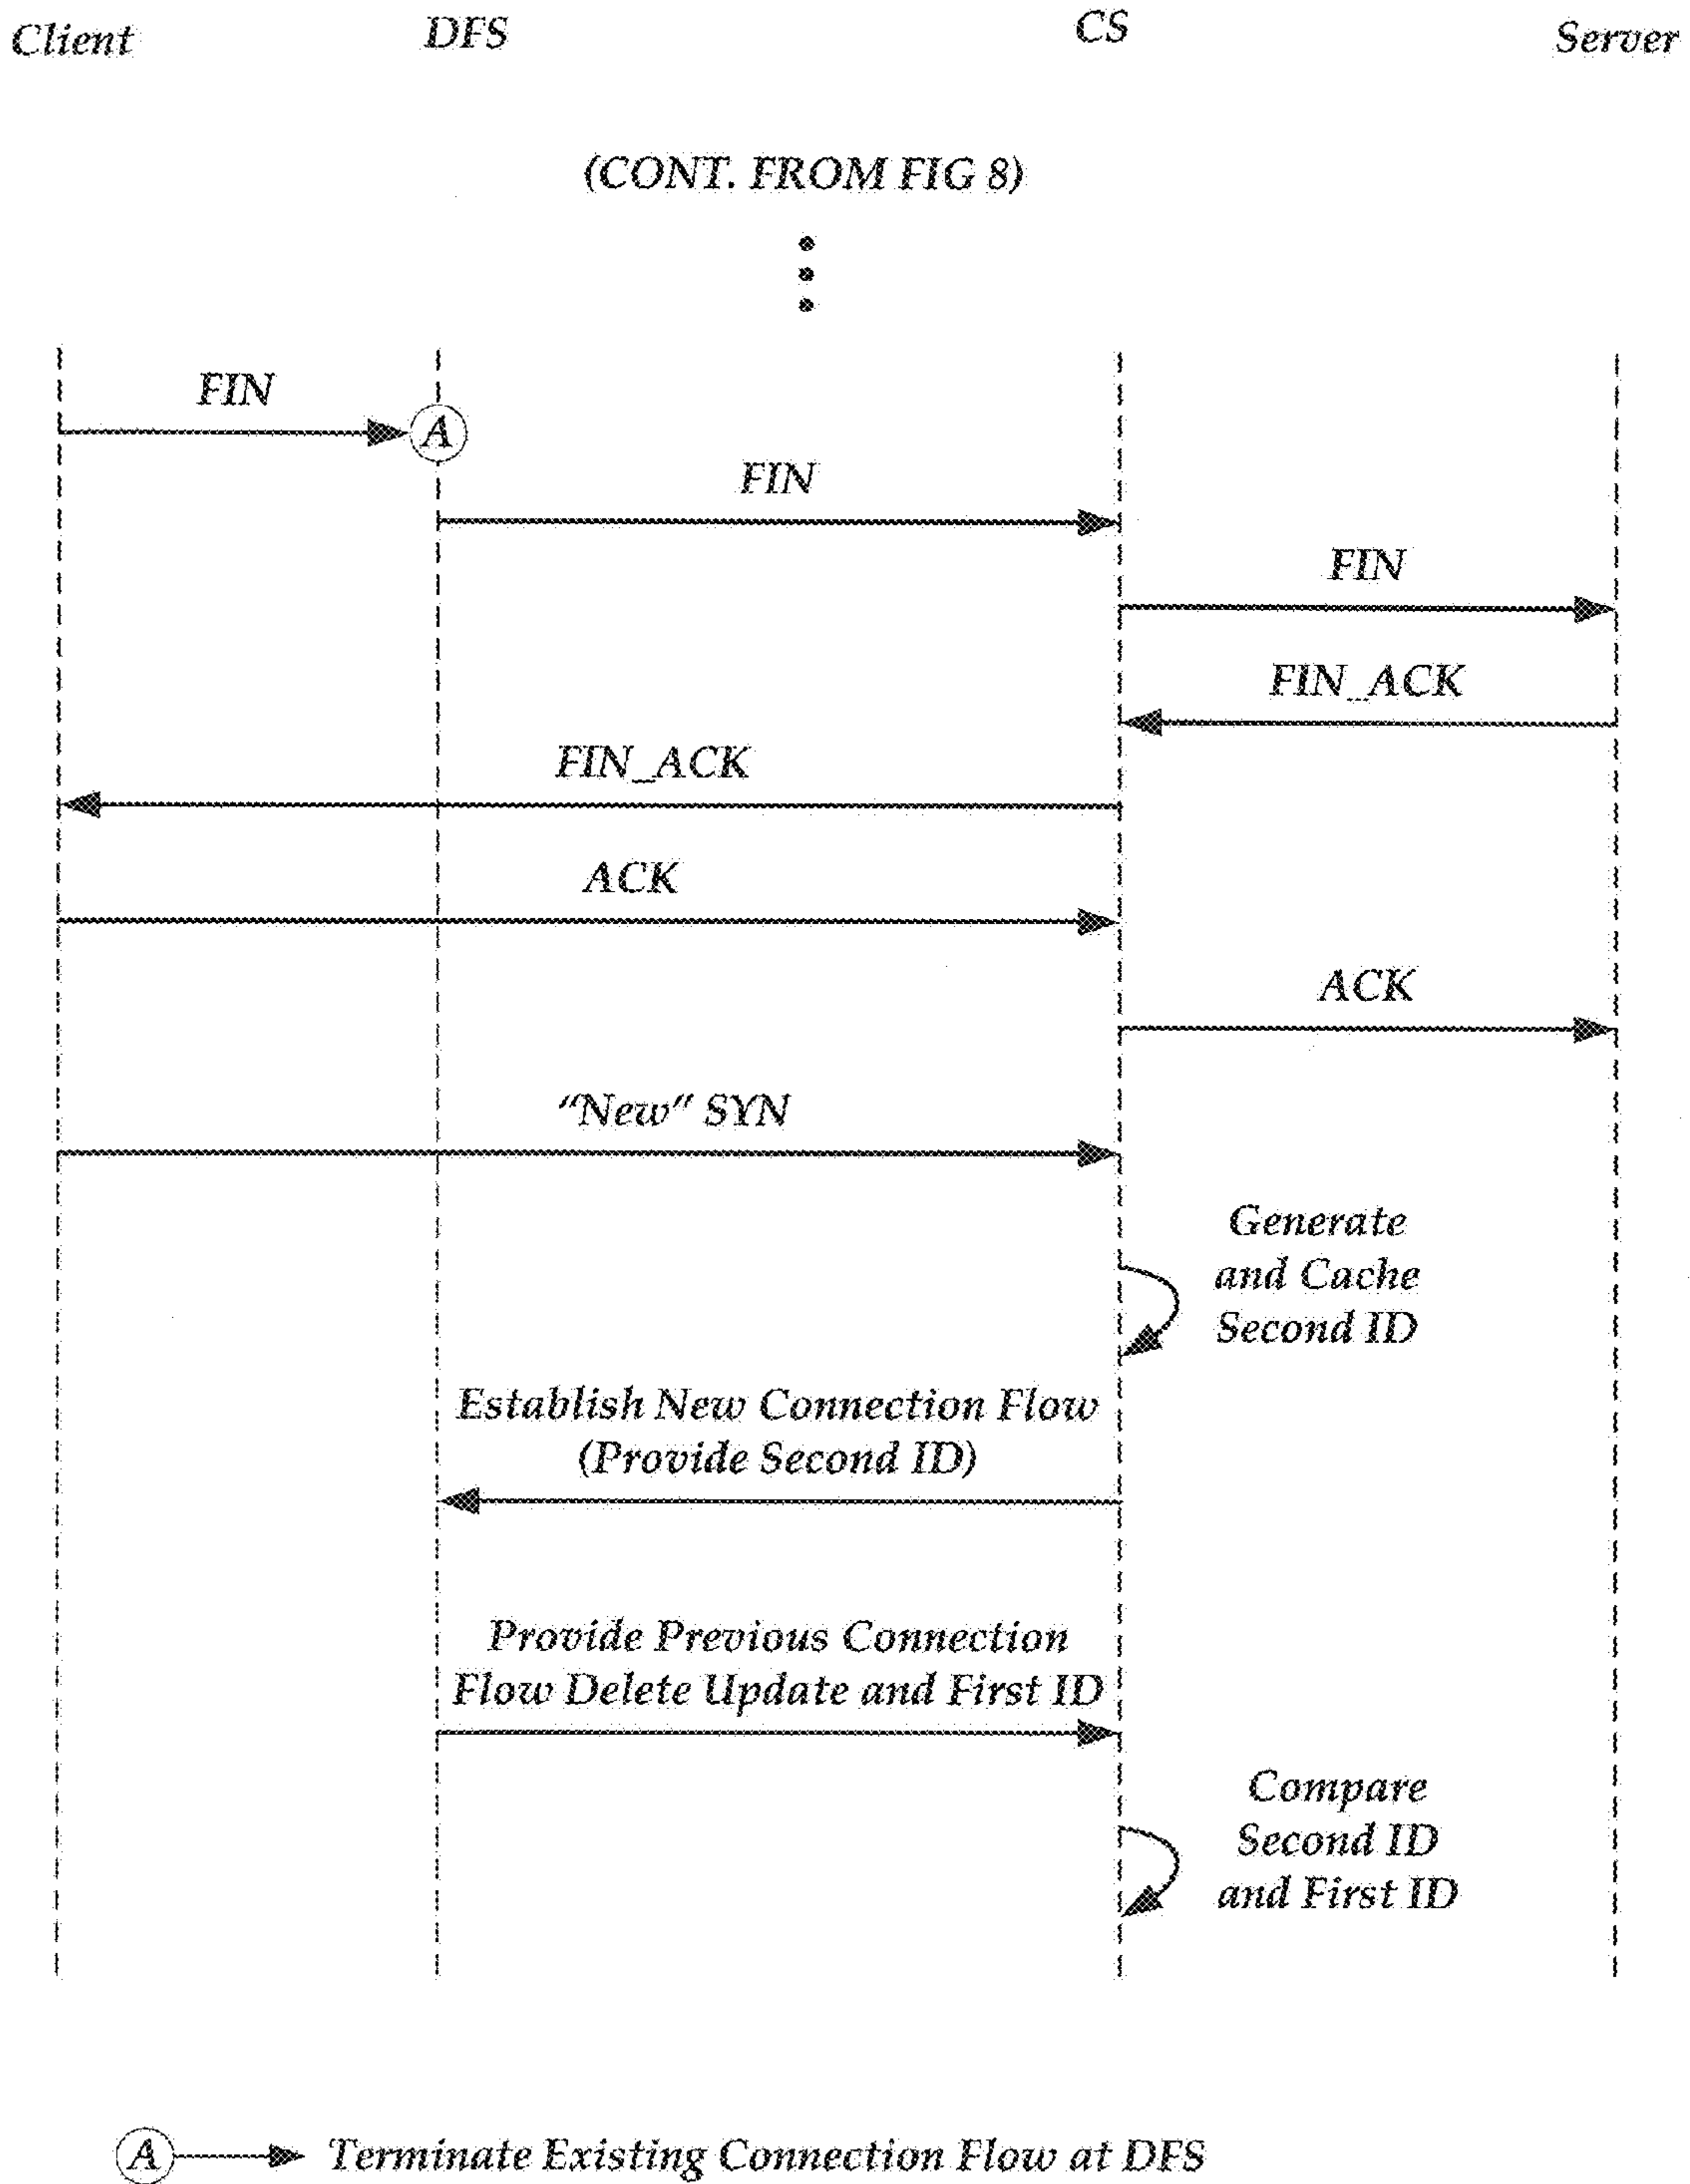 Client DFS CS Server
(CONT. FROM FIG 8)
FIN
A
FIN
FIN
FIN_ACK
FIN_ACK
ACK
ACK
"New" SYN
Generate
and Cache
Second ID
Establish New Connection Flow
(Provide Second ID)
Provide Previous Connection
Flow Delete Update and First ID
Compare
Second ID
and First ID
A Terminate Existing Connection Flow at DFS